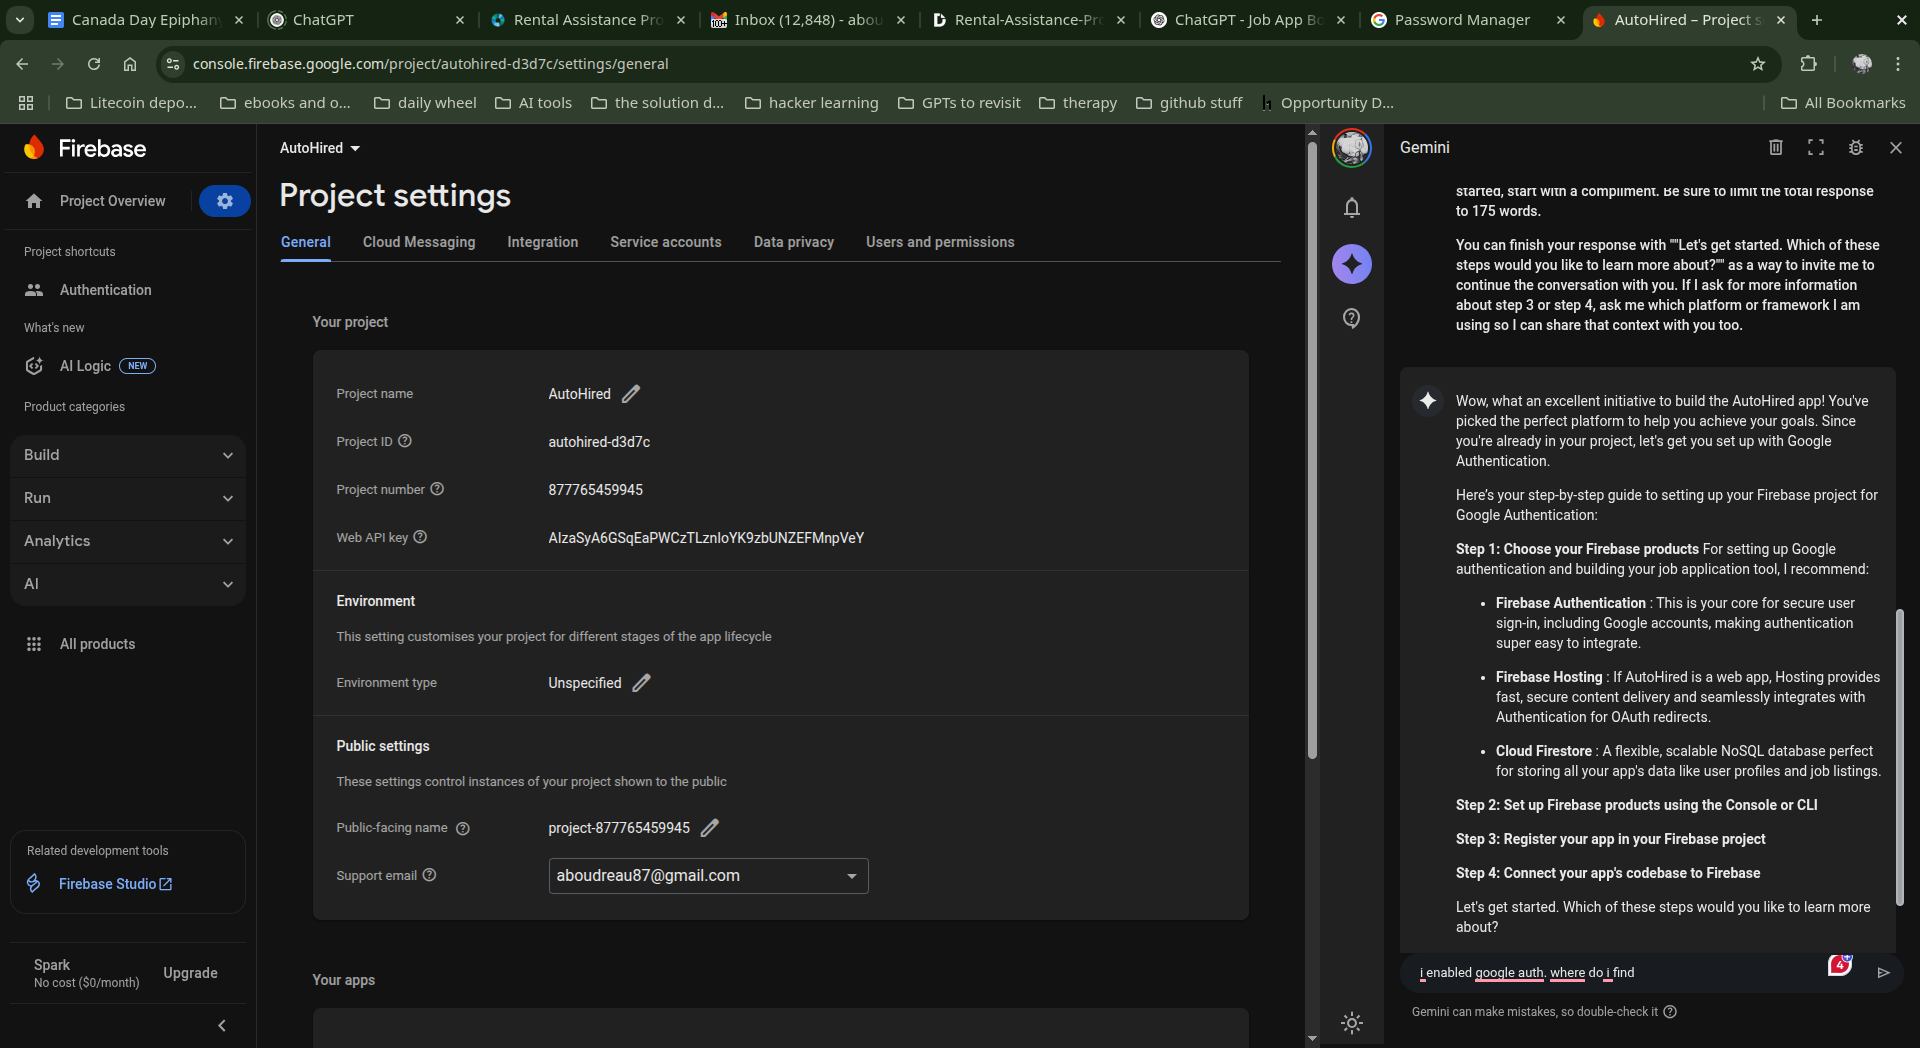 Canada Day Epiphan
ChatGPT
Rental Assistance Pro
Inbox (12,848) - abou
Rental-Assistance-Pr
ChatGPT - Job App Bo
Password Manager
AutoHired – Project s
console.firebase.google.com/project/autohired-d3d7c/settings/general
Litecoin depo...
ebooks and o...
daily wheel
AI tools
the solution d...
hacker learning
GPTs to revisit
therapy
github stuff
Opportunity D...
All Bookmarks
Firebase
Project Overview
Project shortcuts
Authentication
What's new
AI Logic NEW
Product categories
Build
Run
Analytics
AI
All products
Related development tools
Firebase Studio
Spark
No cost ($0/month)
Upgrade
AutoHired
Project settings
General
Cloud Messaging
Integration
Service accounts
Data privacy
Users and permissions
Your project
Project name AutoHired
Project ID autohired-d3d7c
Project number 877765459945
Web API key AIzaSyA6GSqEaPWCzTLznIoYK9zbUNZEFMnpVeY
Environment
This setting customises your project for different stages of the app lifecycle
Environment type Unspecified
Public settings
These settings control instances of your project shown to the public
Public-facing name project-877765459945
Support email aboudreau87@gmail.com
Your apps
Gemini
started, start with a compliment. Be sure to limit the total response
to 175 words.
You can finish your response with ""Let's get started. Which of these
steps would you like to learn more about?"" as a way to invite me to
continue the conversation with you. If I ask for more information
about step 3 or step 4, ask me which platform or framework I am
using so I can share that context with you too.
Wow, what an excellent initiative to build the AutoHired app! You've
picked the perfect platform to help you achieve your goals. Since
you're already in your project, let's get you set up with Google
Authentication.
Here's your step-by-step guide to setting up your Firebase project for
Google Authentication:
Step 1: Choose your Firebase products For setting up Google
authentication and building your job application tool, I recommend:
• Firebase Authentication : This is your core for secure user
sign-in, including Google accounts, making authentication
super easy to integrate.
• Firebase Hosting : If AutoHired is a web app, Hosting provides
fast, secure content delivery and seamlessly integrates with
Authentication for OAuth redirects.
• Cloud Firestore : A flexible, scalable NoSQL database perfect
for storing all your app's data like user profiles and job listings.
Step 2: Set up Firebase products using the Console or CLI
Step 3: Register your app in your Firebase project
Step 4: Connect your app's codebase to Firebase
Let's get started. Which of these steps would you like to learn more
about?
i enabled google auth. where do i find
4
Gemini can make mistakes, so double-check it